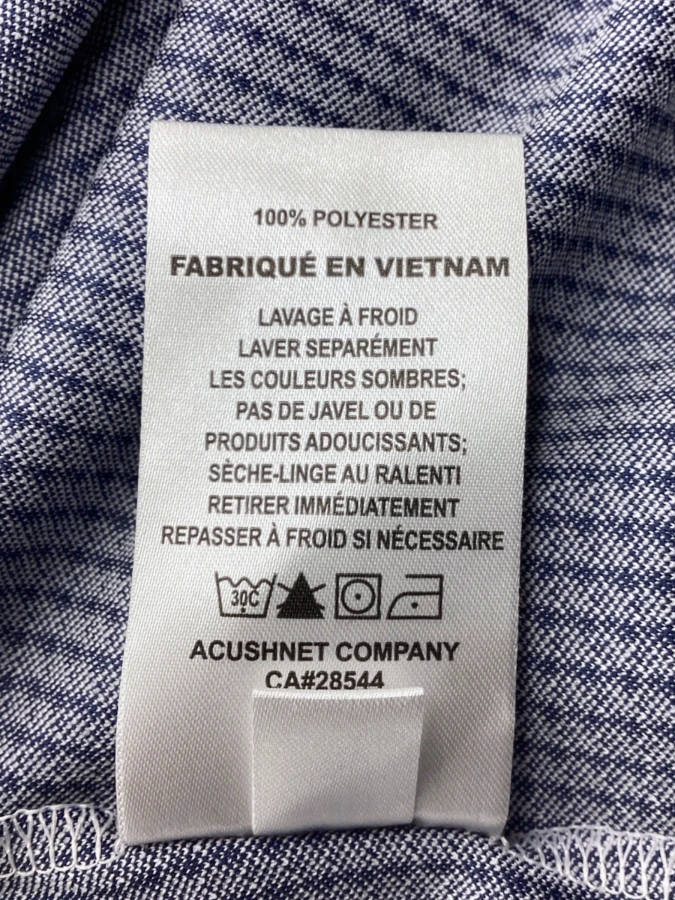 100% POLYESTER
FABRIQUÉ EN VIETNAM
LAVAGE À FROID
LAVER SEPARÉMENT
LES COULEURS SOMBRES;
PAS DE JAVEL OU DE
PRODUITS ADOUCISSANTS;
SÈCHE-LINGE AU RALENTI
RETIRER IMMÉDIATEMENT
REPASSER À FROID SI NÉCESSAIRE
30C
ACUSHNET COMPANY
CA#28544